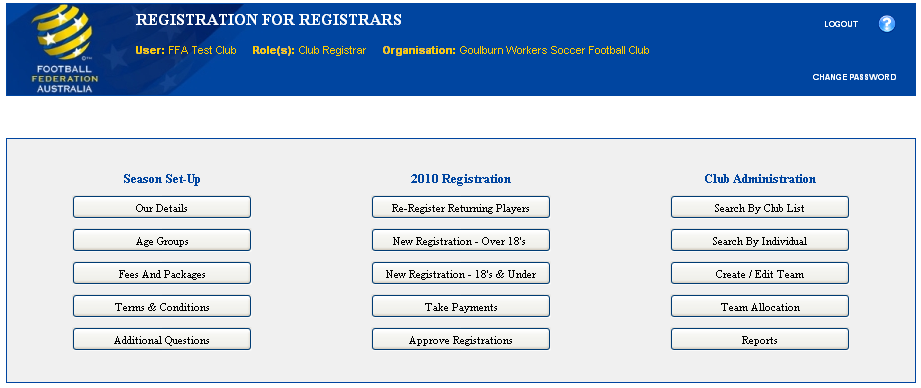 REGISTRATION FOR REGISTRARS
LOGOUT ?
User: FFA Test Club Role(s): Club Registrar Organisation: Goulburn Workers Soccer Football Club
FOOTBALL
FEDERATION
AUSTRALIA
CHANGE PASSWORD
Season Set-Up
Our Details
Age Groups
Fees And Packages
Terms & Conditions
Additional Questions
2010 Registration
Re-Register Returning Players
New Registration - Over 18's
New Registration - 18's & Under
Take Payments
Approve Registrations
Club Administration
Search By Club List
Search By Individual
Create / Edit Team
Team Allocation
Reports